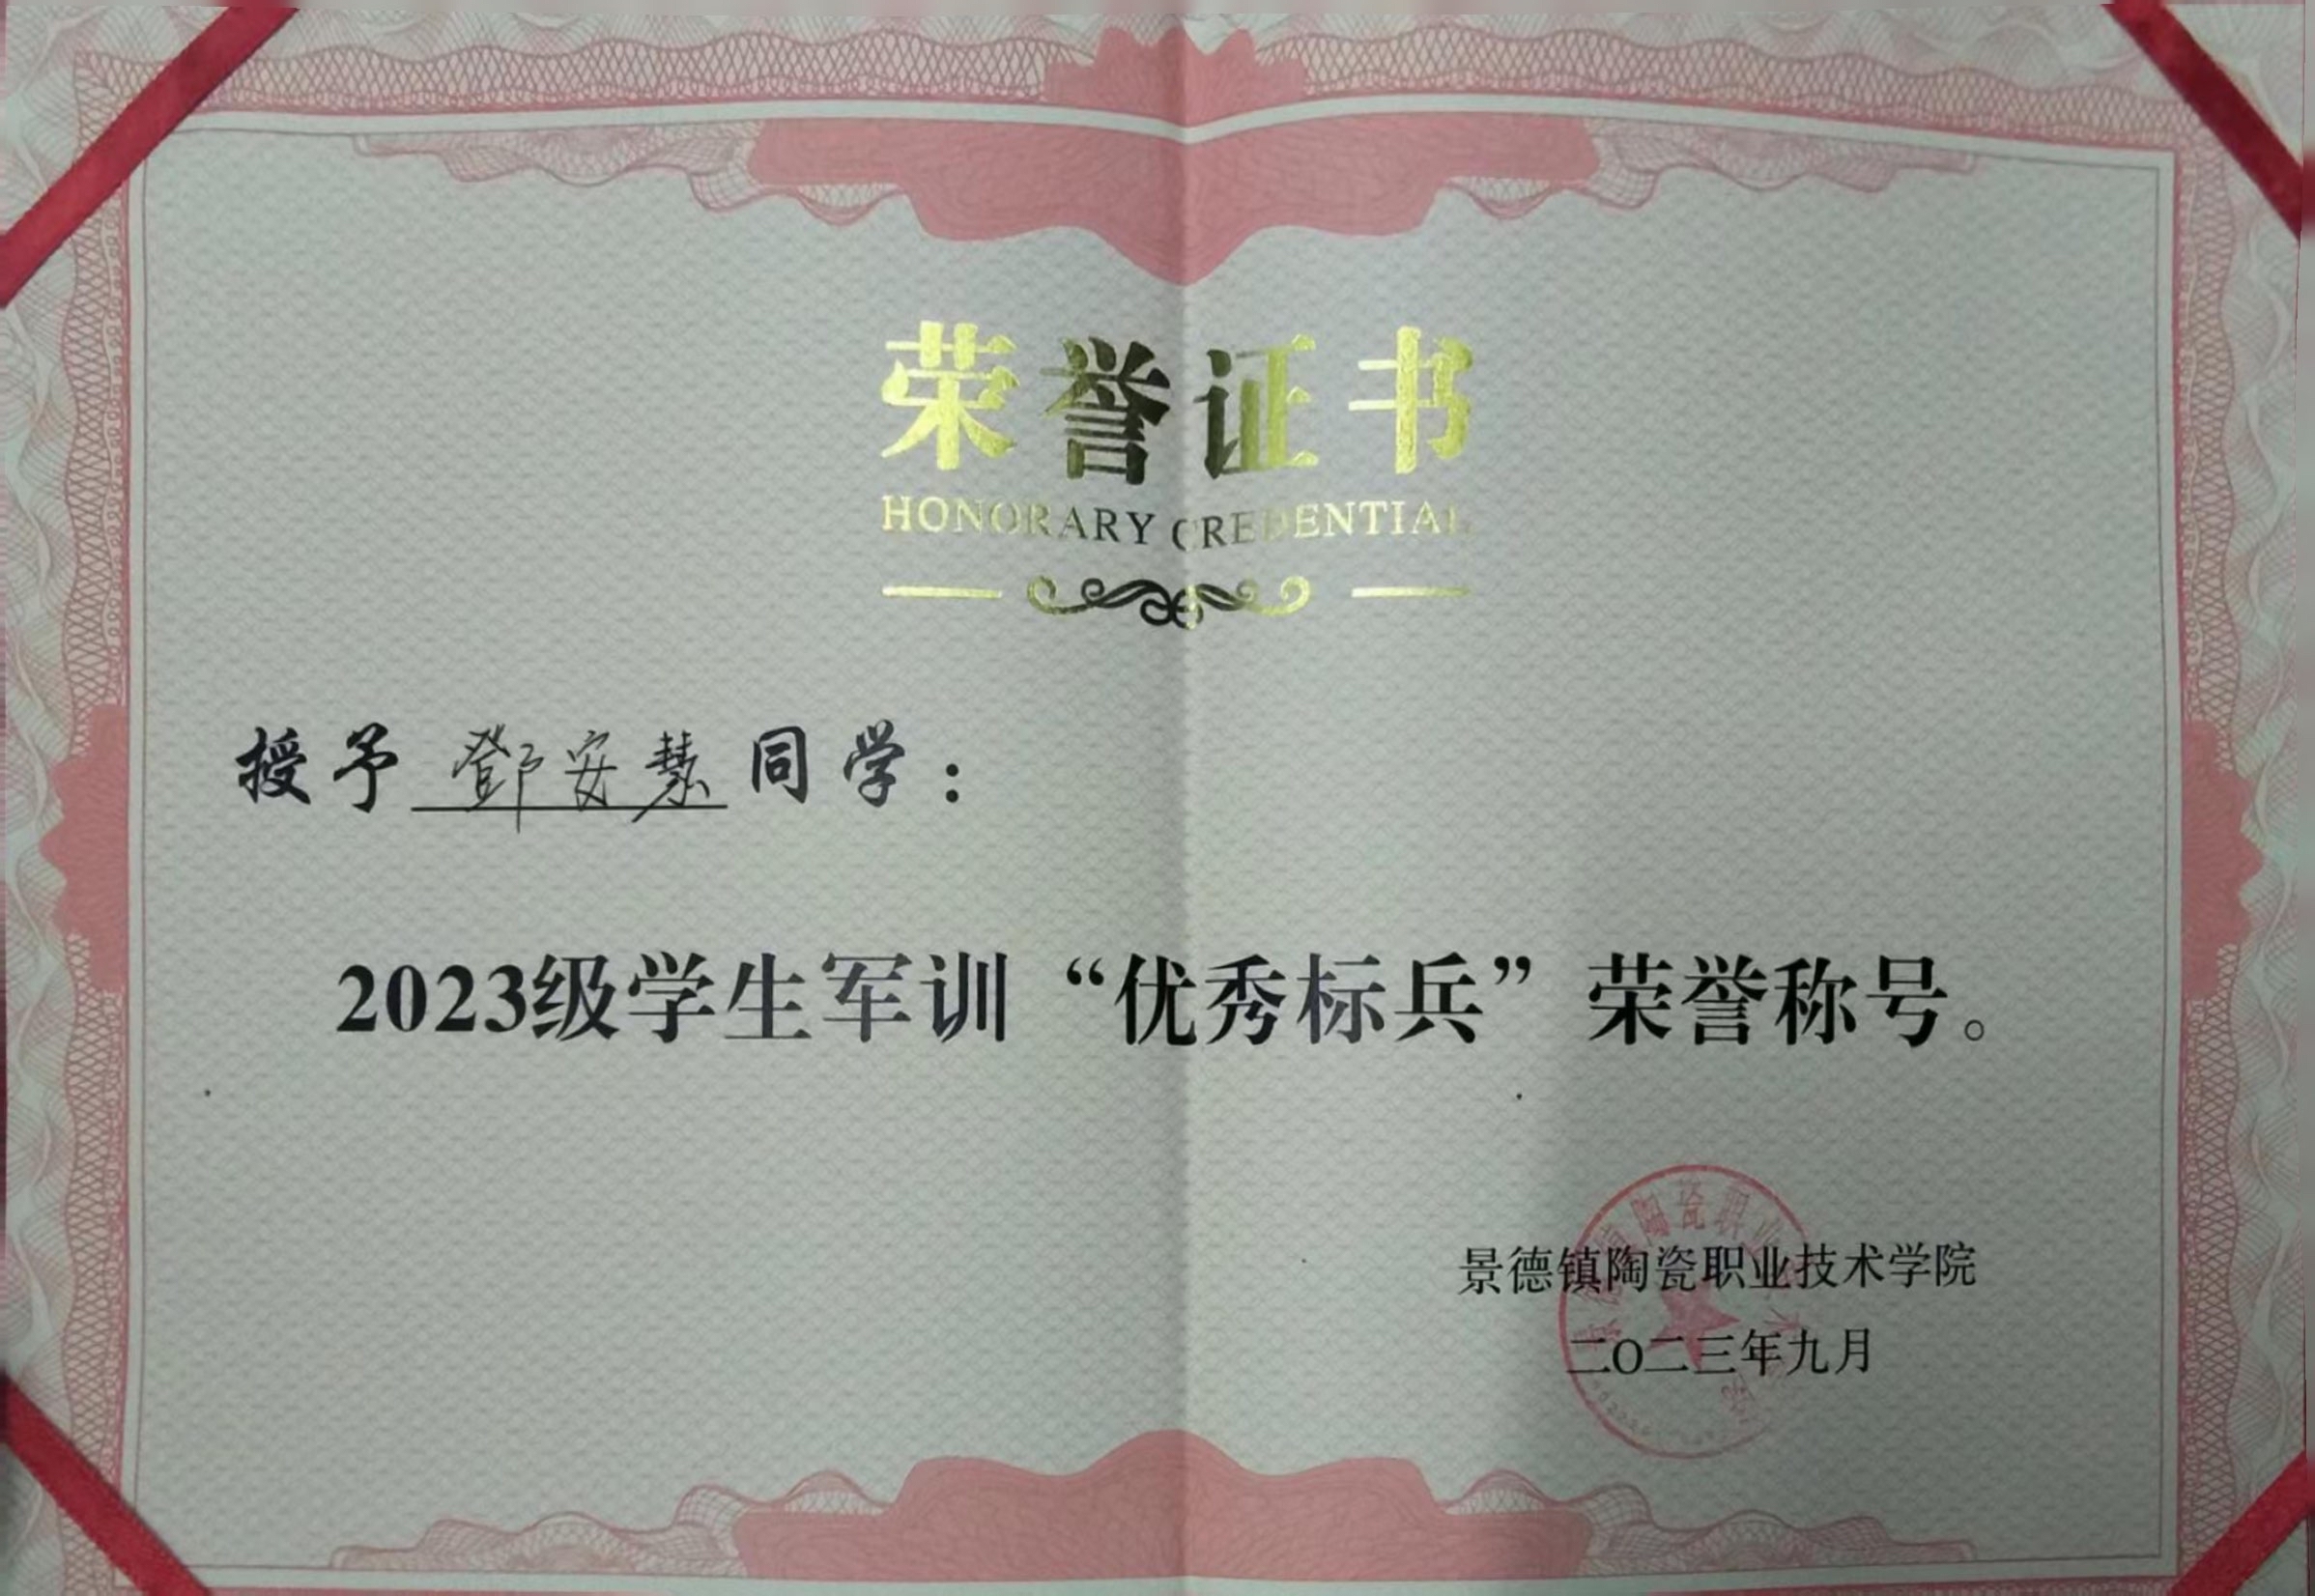 荣誉证书
HONORARY CREDENTIAL
授予 鄧安慧 同学：
2023级学生军训“优秀标兵”荣誉称号。
景德镇陶瓷职业技术学院
二O二三年九月